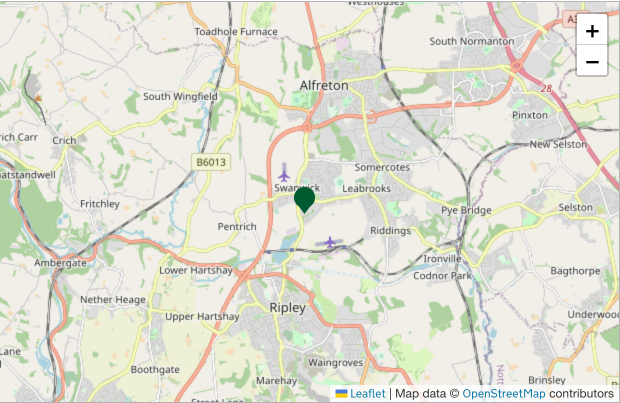 Westhouses
Toadhole Furnace
A3
+
South Normanton
−
Alfreton
28
South Wingfield
Pinxton
rich Carr
Crich
New Selston
B6013
Somercotes
hatstandwell
Swanwick
Leabrooks
Fritchley
Pye Bridge
Selston
Pentrich
Riddings
Ambergate
Lower Hartshay
Ironville
Codnor Park
Bagthorpe
Nether Heage
Ripley
Upper Hartshay
Underwood
Lane
Waingroves
Boothgate
Marehay
Brinsley
Street Lane
Nott
Leaflet | Map data © OpenStreetMap contributors